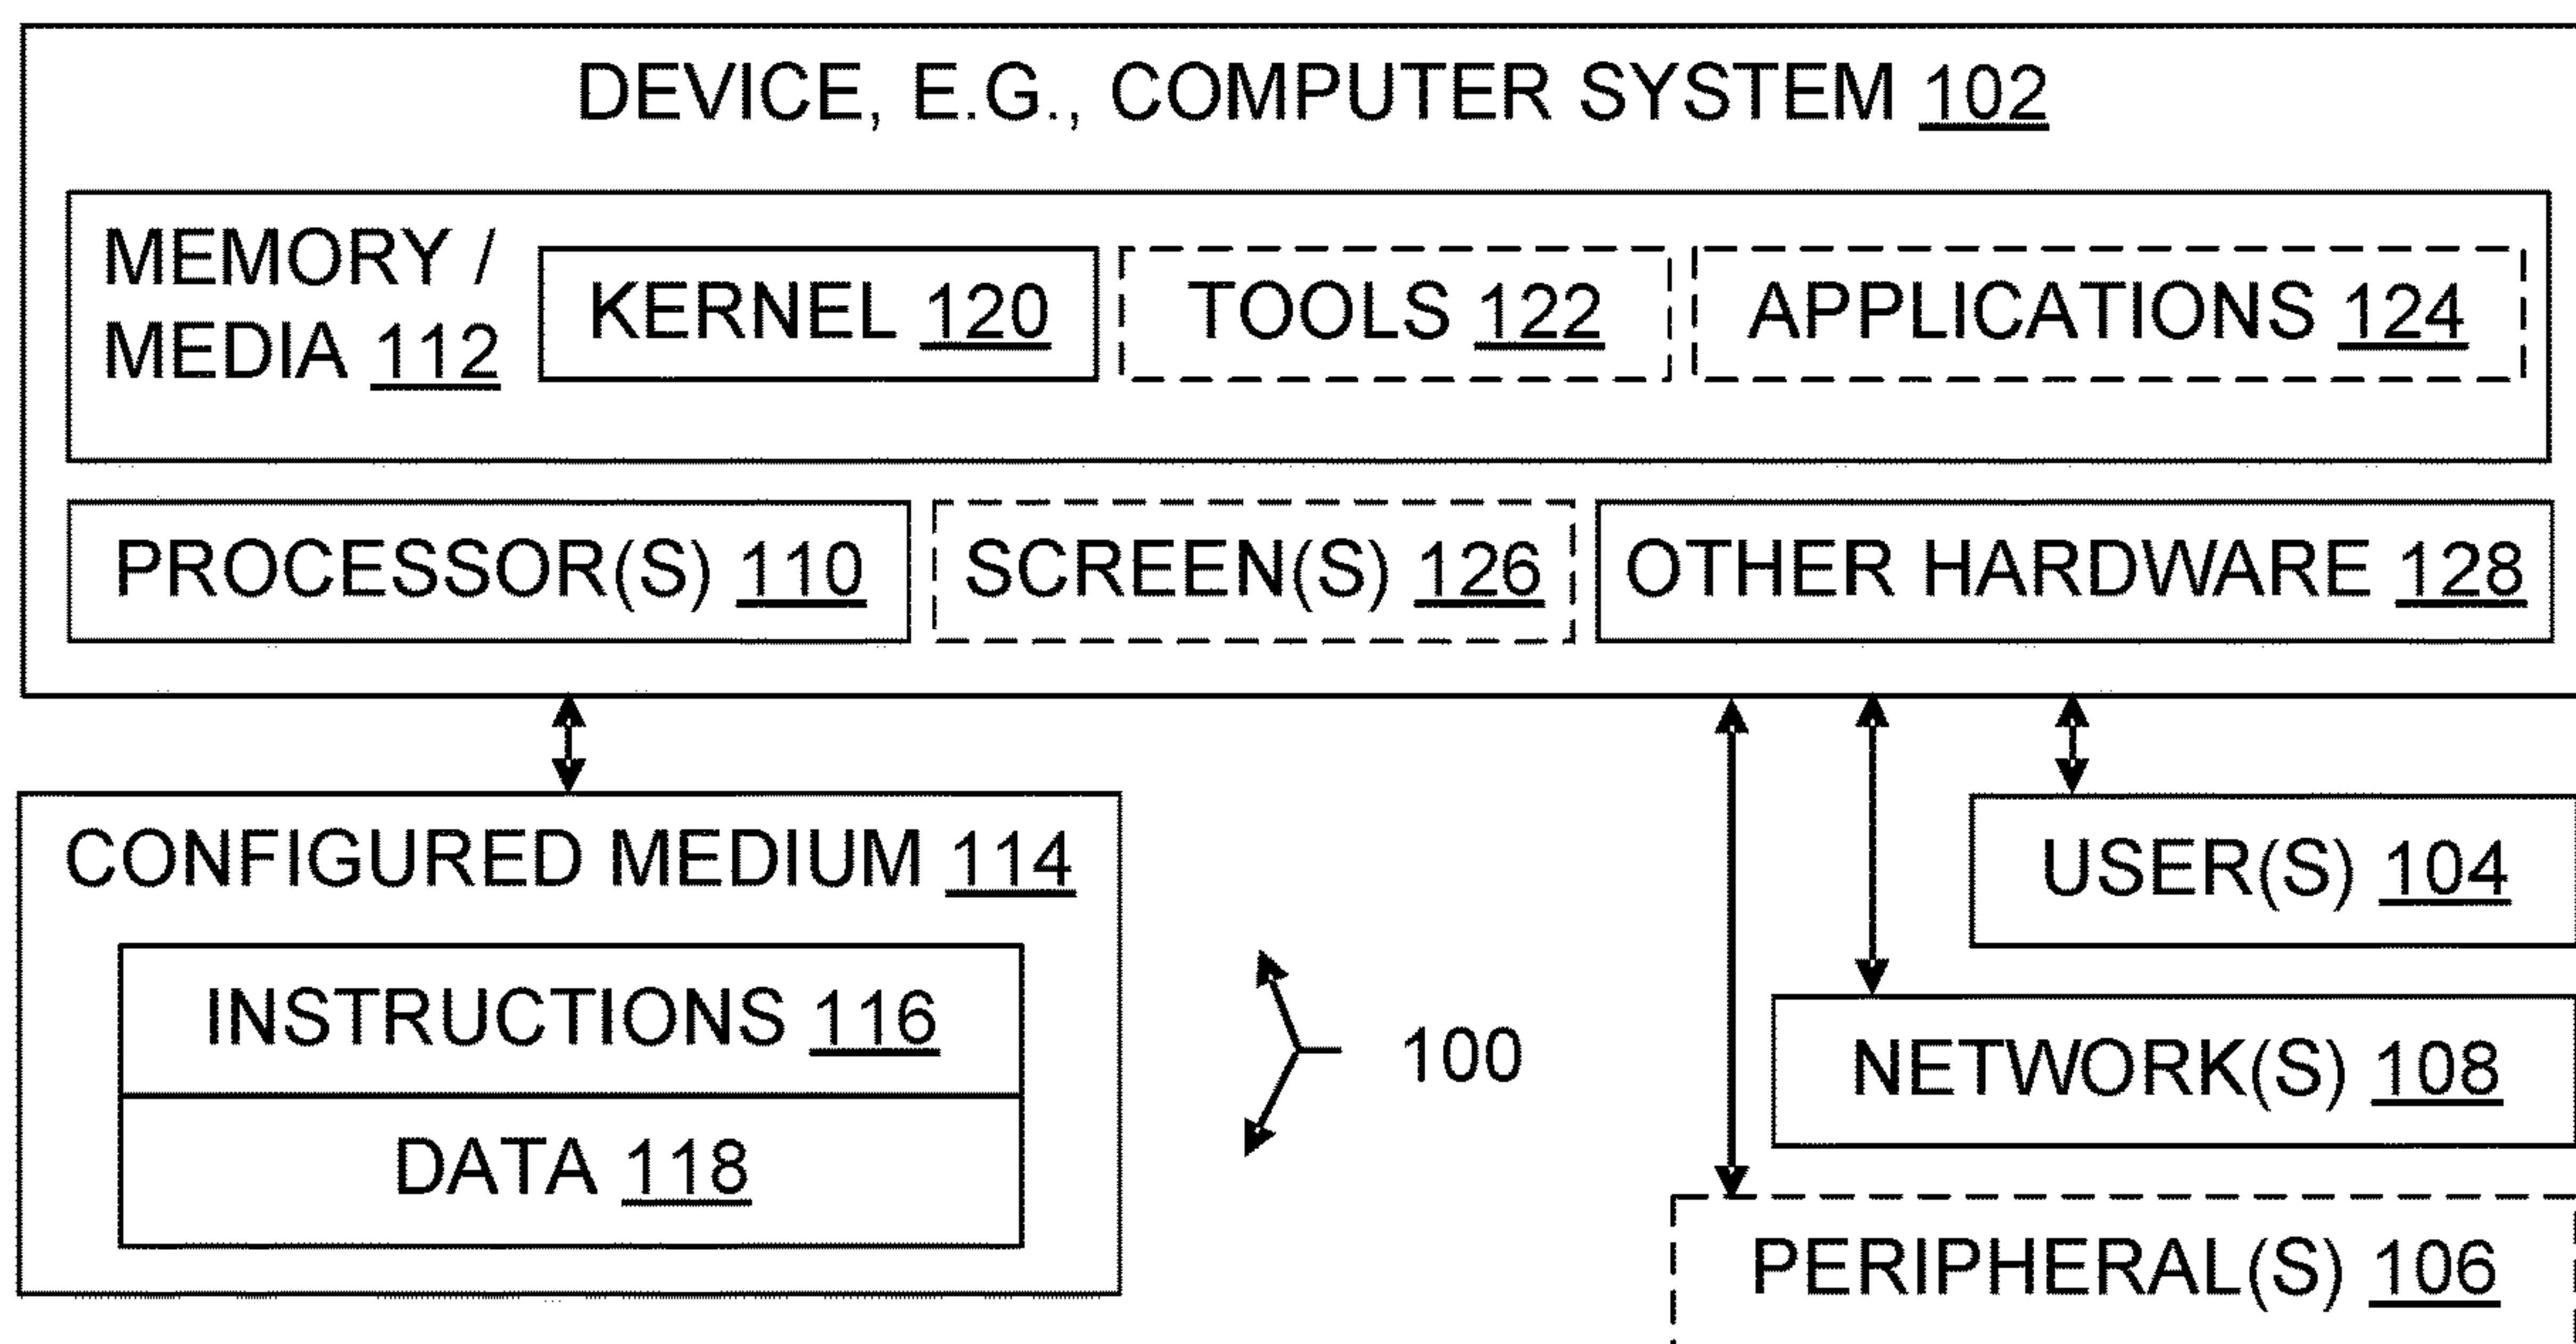 DEVICE, E.G., COMPUTER SYSTEM 102
MEMORY /
MEDIA 112
KERNEL 120
TOOLS 122
APPLICATIONS 124
PROCESSOR(S) 110
SCREEN(S) 126
OTHER HARDWARE 128
CONFIGURED MEDIUM 114
INSTRUCTIONS 116
DATA 118
100
USER(S) 104
NETWORK(S) 108
PERIPHERAL(S) 106